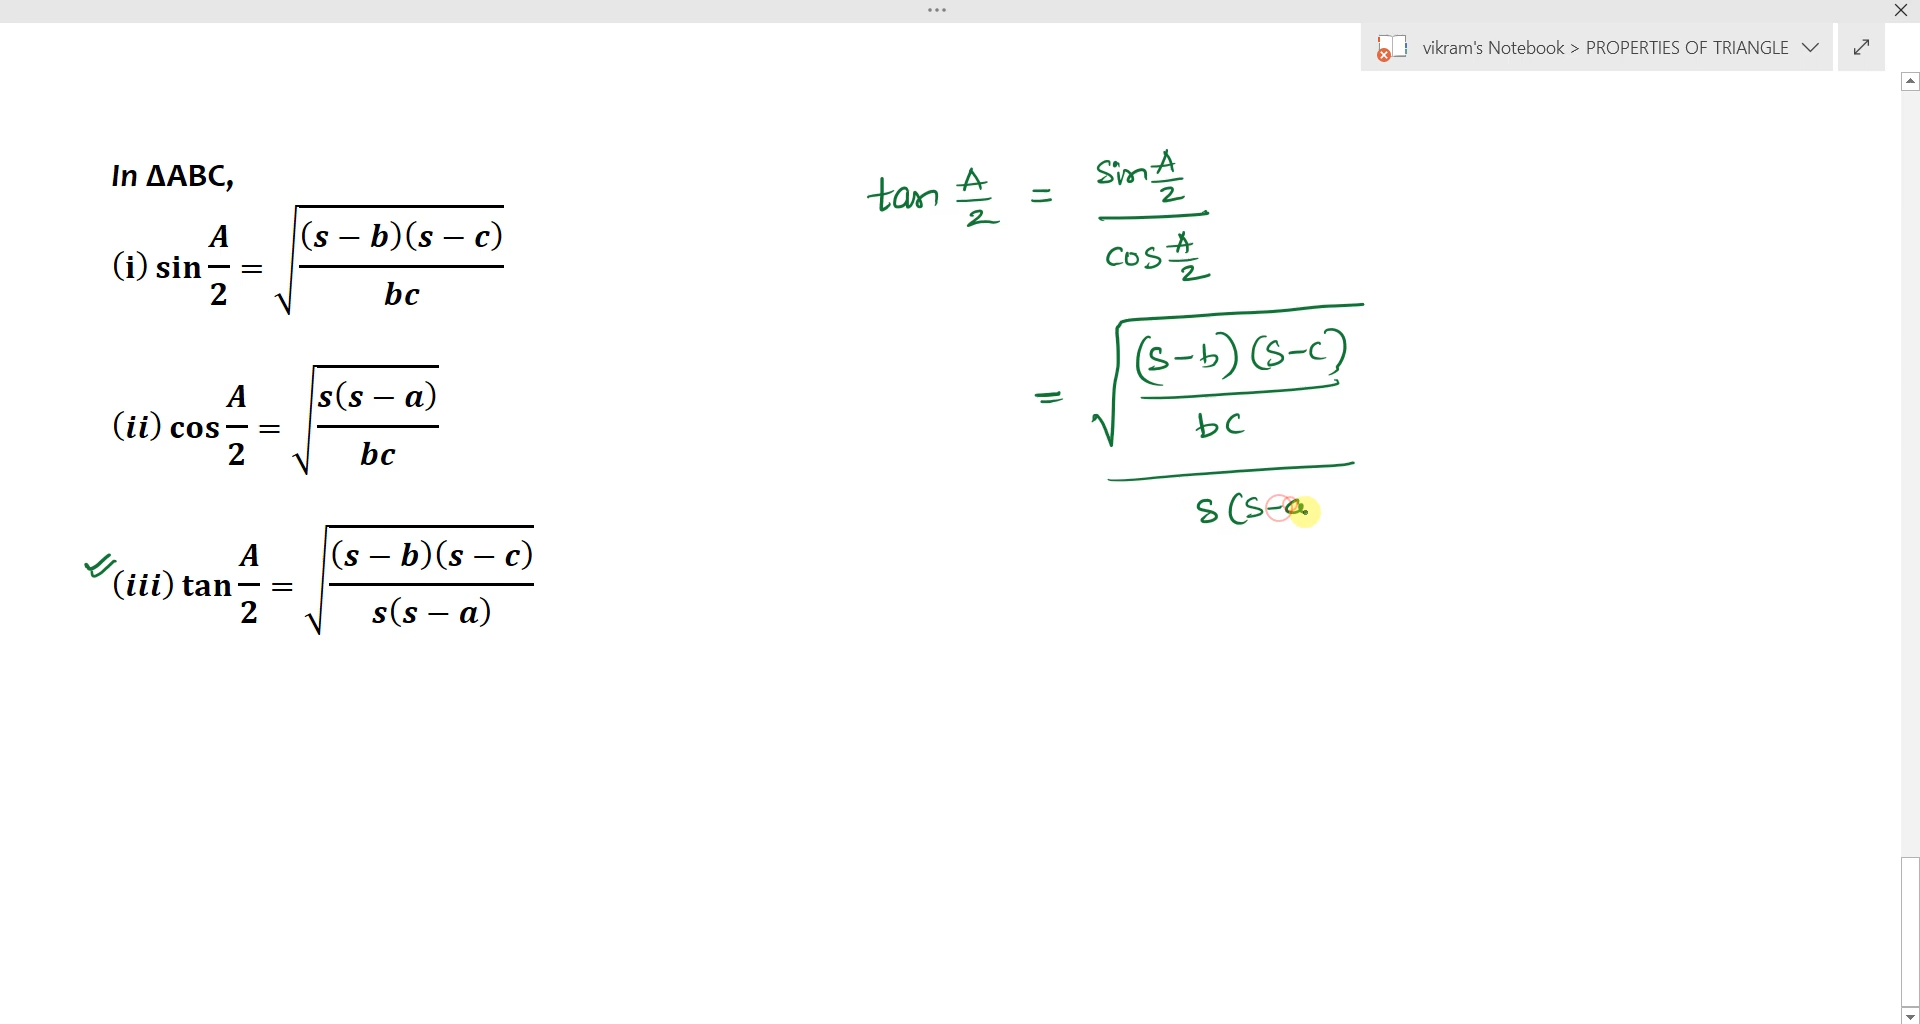 vikram's Notebook > PROPERTIES OF TRIANGLE
In ΔABC,
(i) sin A/2 = √((s − b)(s − c)/bc)
(ii) cos A/2 = √(s(s − a)/bc)
(iii) tan A/2 = √((s − b)(s − c)/s(s − a))
tan A/2 = sin A/2 / cos A/2
= √((s-b)(s-c)/bc)
s(s-a